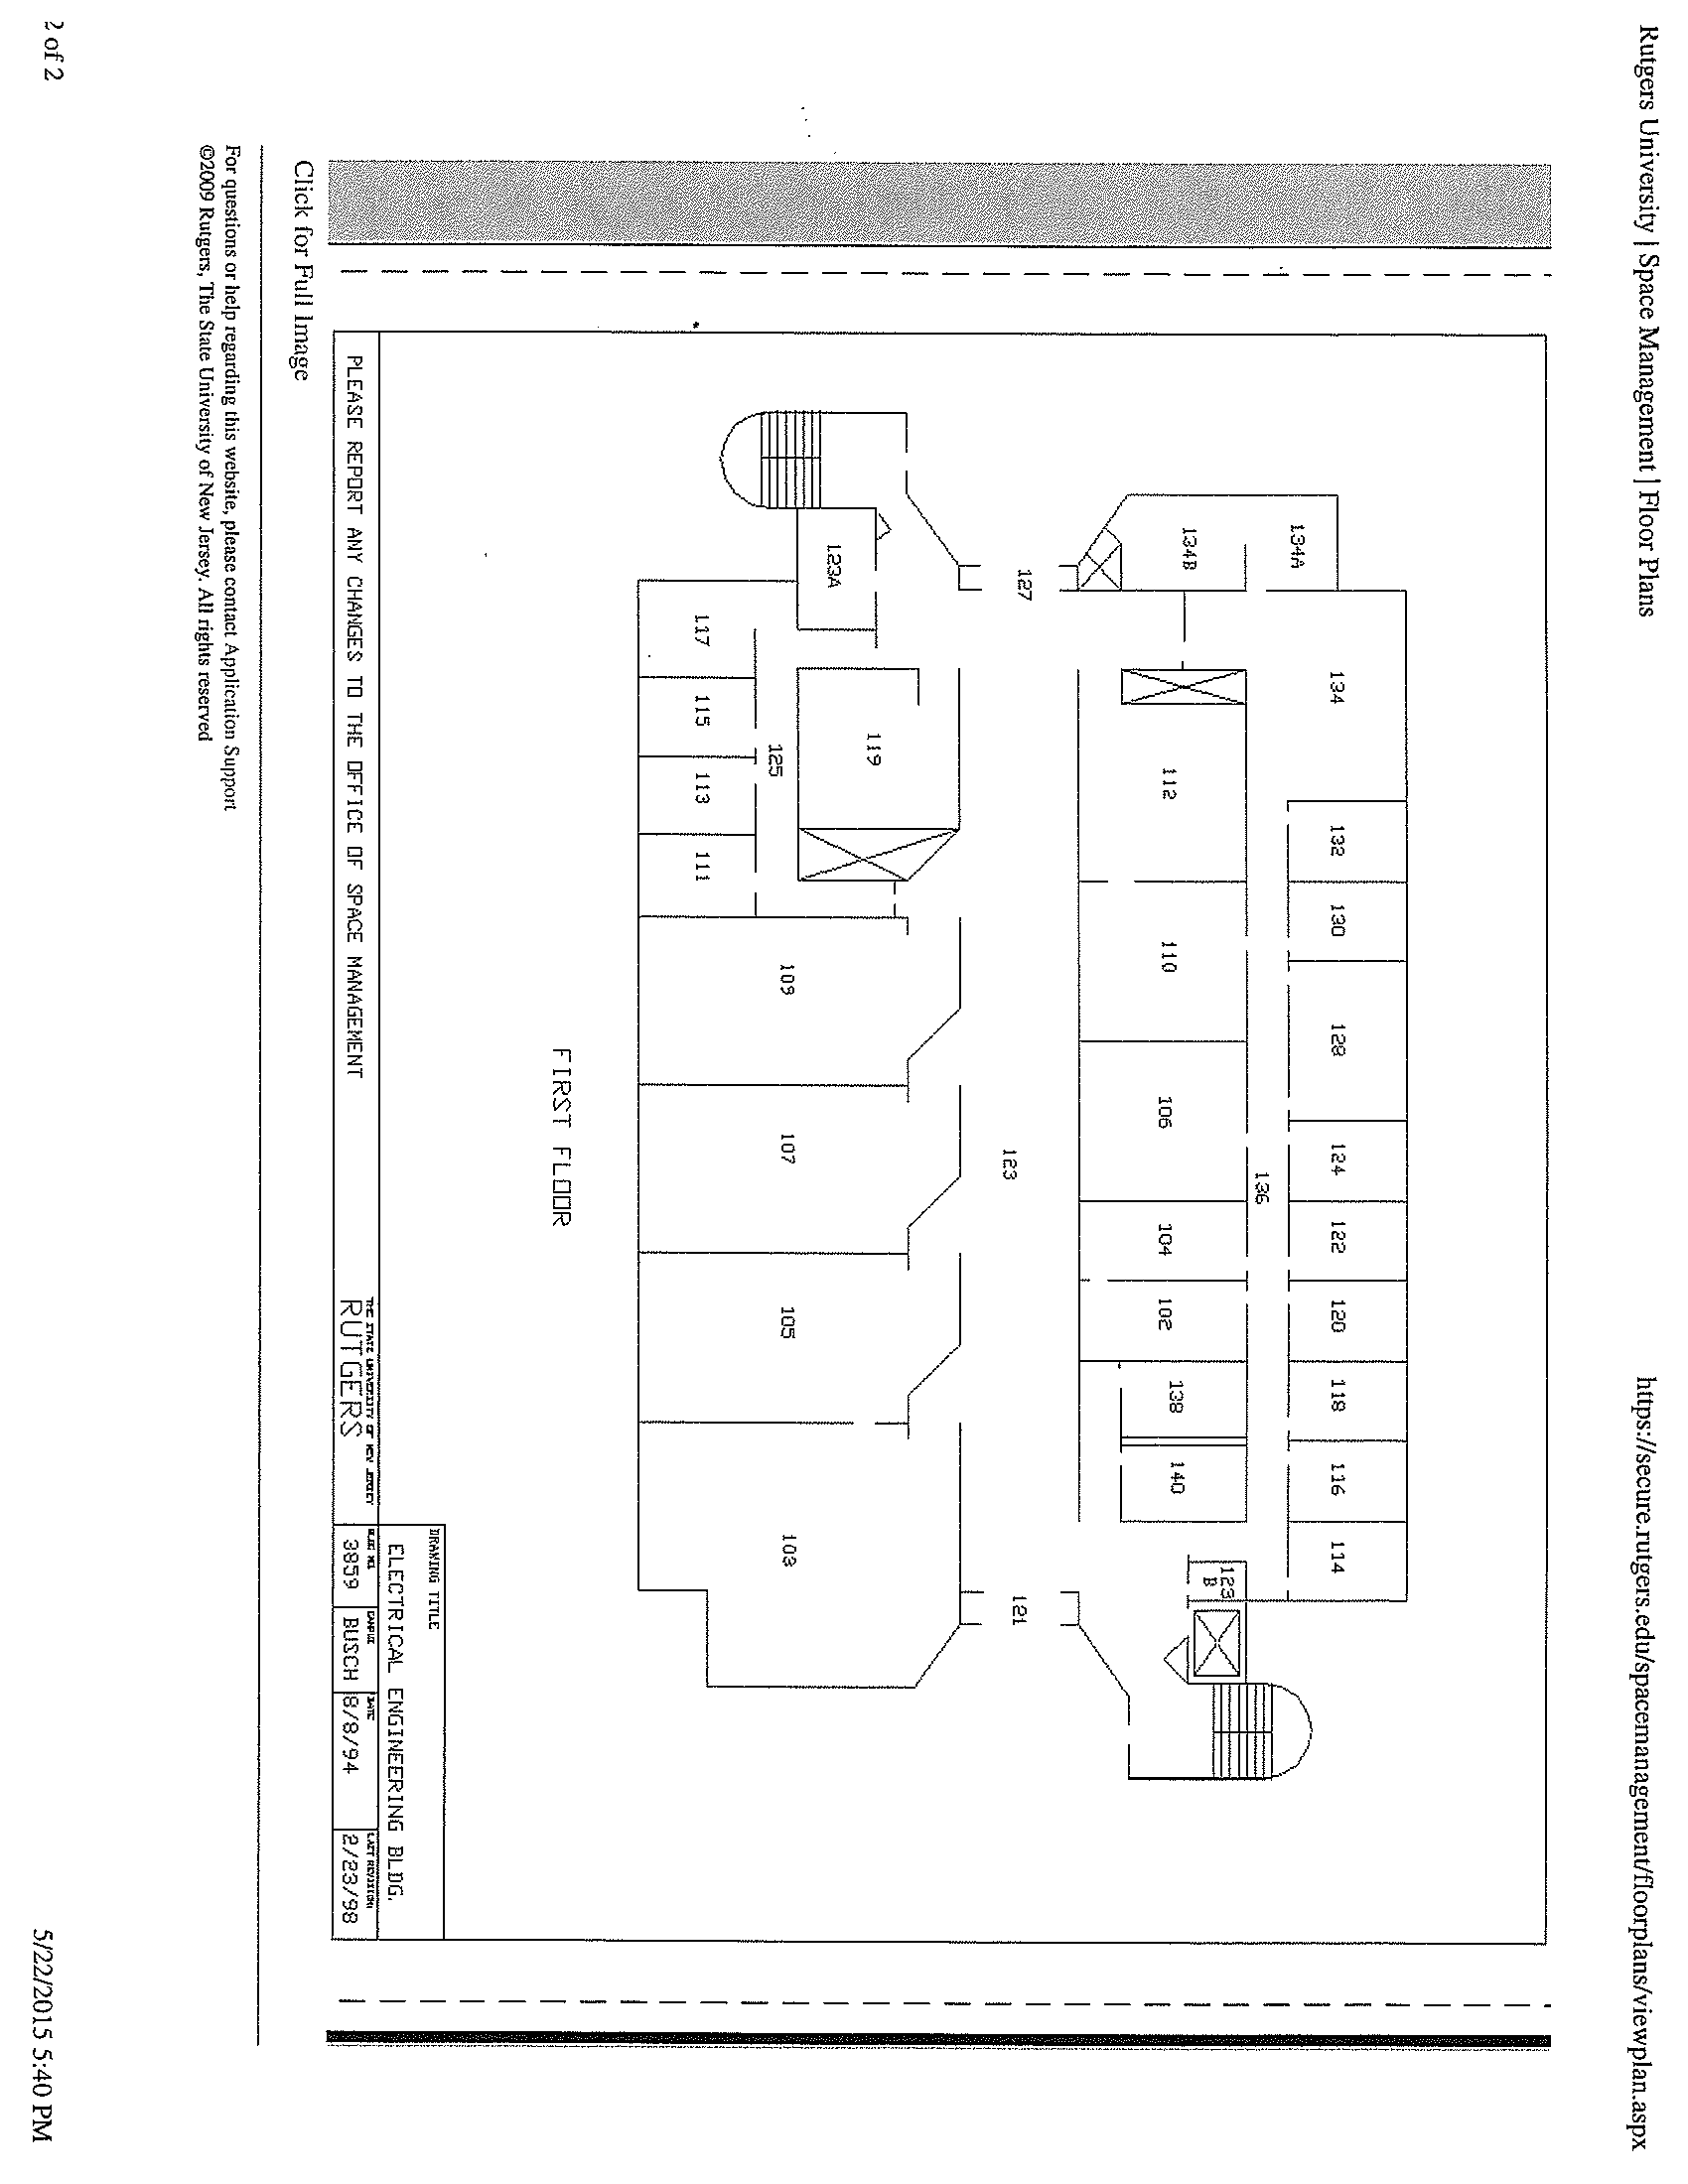 Rutgers University | Space Management | Floor Plans
https://secure.rutgers.edu/spacemanagement/floorplans/viewplan.aspx
134A
134B
134
132
130
128
124
122
120
118
116
114
136
127
112
110
106
104
102
138
140
123
B
123
121
123A
119
125
117
115
113
111
109
107
105
103
FIRST FLOOR
DRAWING TITLE
ELECTRICAL ENGINEERING BLDG.
PLEASE REPORT ANY CHANGES TO THE OFFICE OF SPACE MANAGEMENT
THE STATE UNIVERSITY OF NEW JERSEY
RUTGERS
BLDG NO.
3859
CAMPUS
BUSCH
DATE
8/8/94
LAST REVISION
2/23/98
Click for Full Image
For questions or help regarding this website, please contact Application Support
©2009 Rutgers, The State University of New Jersey. All rights reserved
2 of 2
5/22/2015 5:40 PM